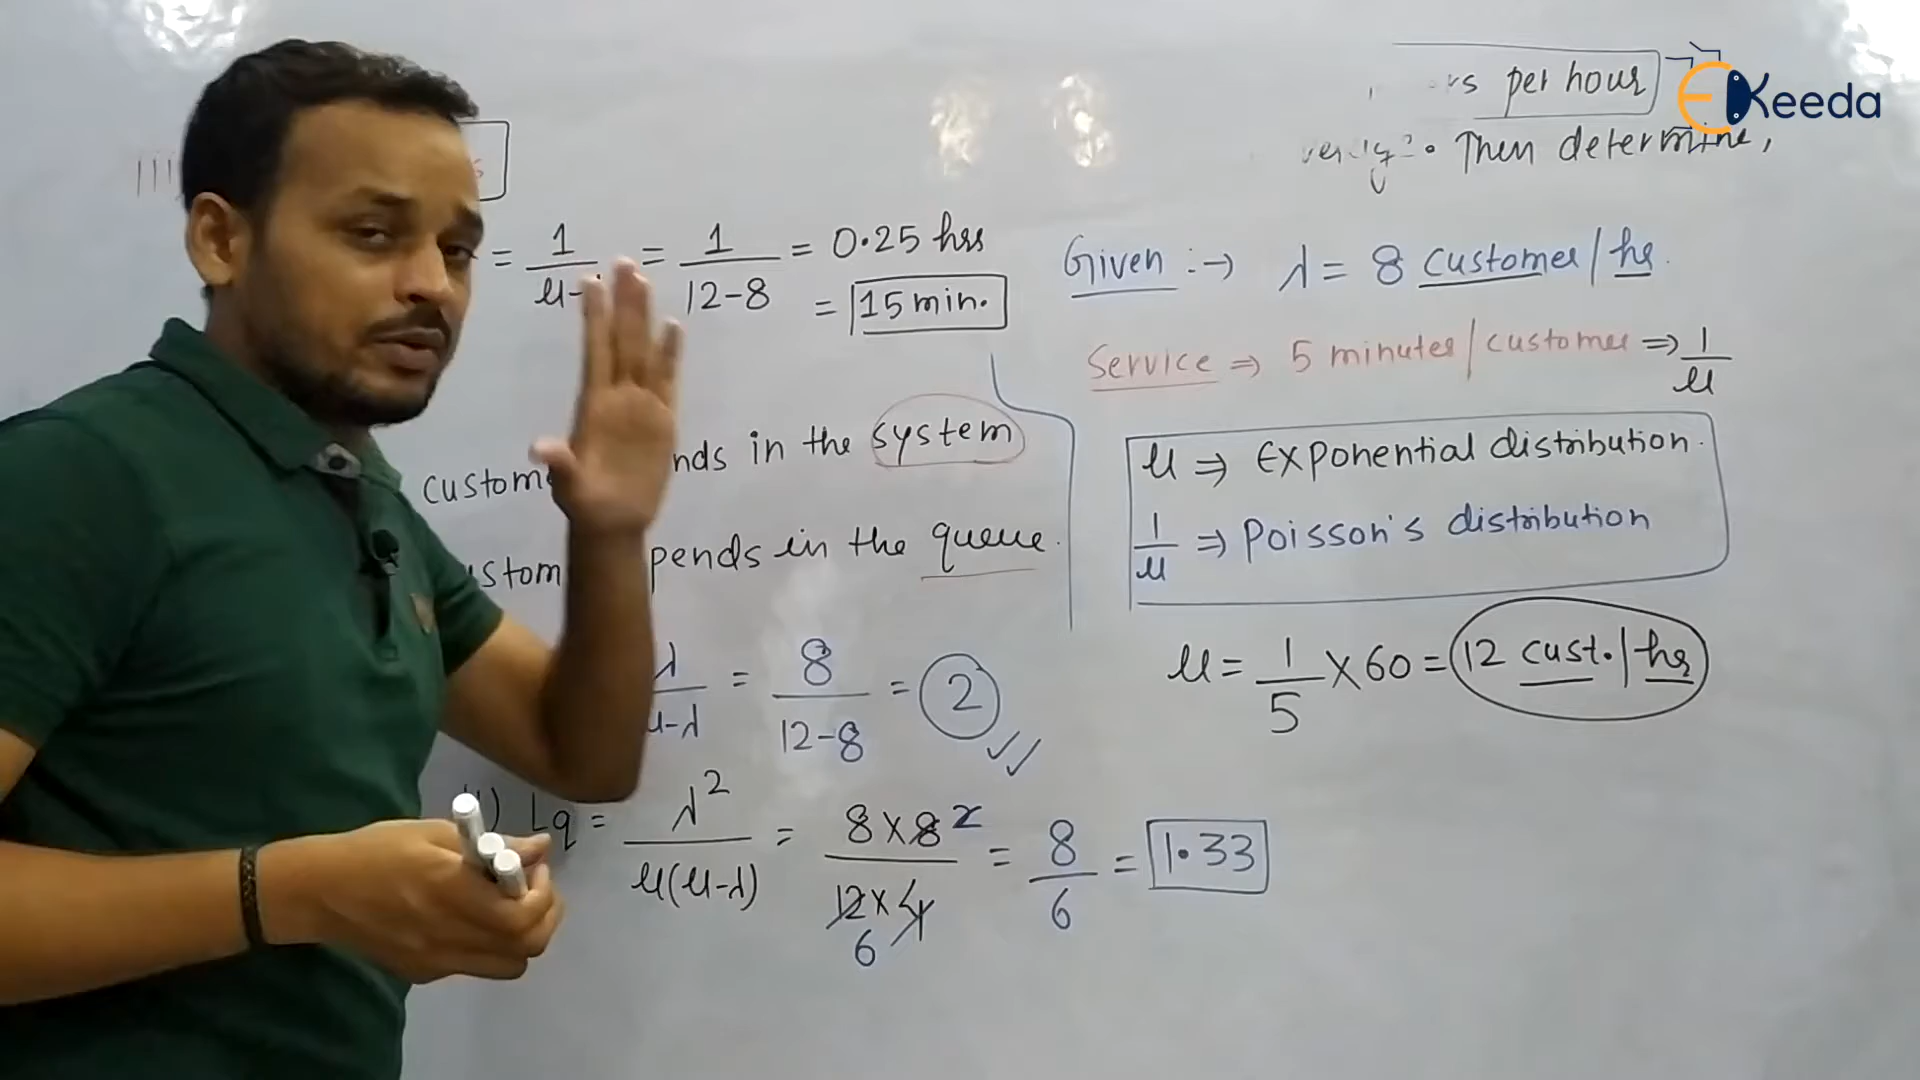 per hour
EKeeda
Then determine,
= 1/μ- = 1/12-8 = 0.25 hrs
= 15 min.
Given :→ λ = 8 customer/hr.
Service ⇒ 5 minutes/customer ⇒ 1/μ
nds in the system
custom
pends in the queue.
stom
μ ⇒ Exponential distribution.
1/μ ⇒ Poisson's distribution
μ = 1/5 × 60 = 12 cust./hr
λ/μ-λ = 8/12-8 = 2
Lq = λ²/μ(μ-λ) = 8×8 2/12×4 6 = 8/6 = 1.33